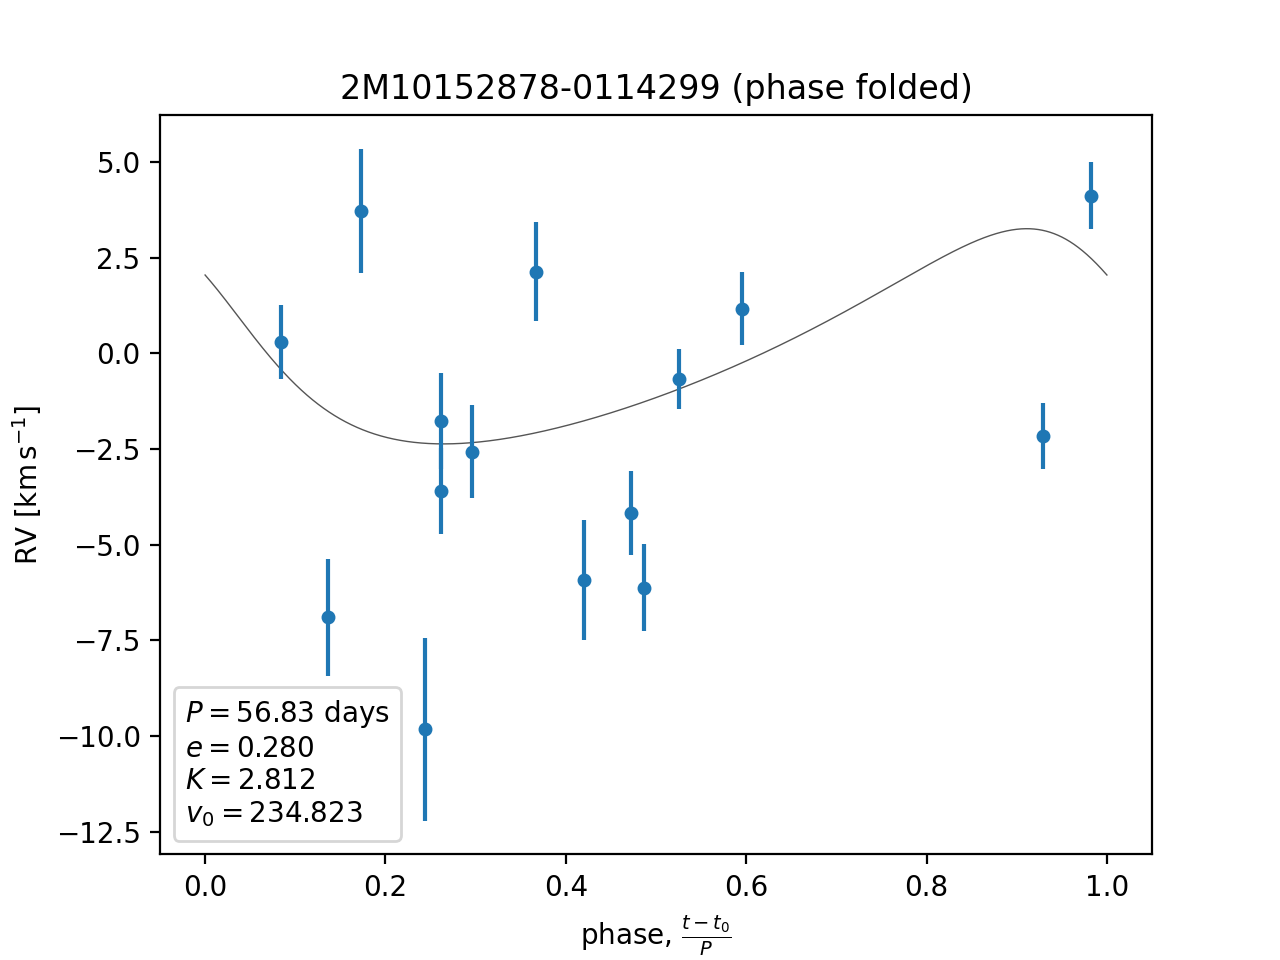 2M10152878-0114299 (phase folded)
5.0
2.5
0.0
−2.5
−5.0
−7.5
−10.0
−12.5
RV [km s⁻¹]
P = 56.83 days
e = 0.280
K = 2.812
v₀ = 234.823
0.0 0.2 0.4 0.6 0.8 1.0
phase, (t − t₀)/P